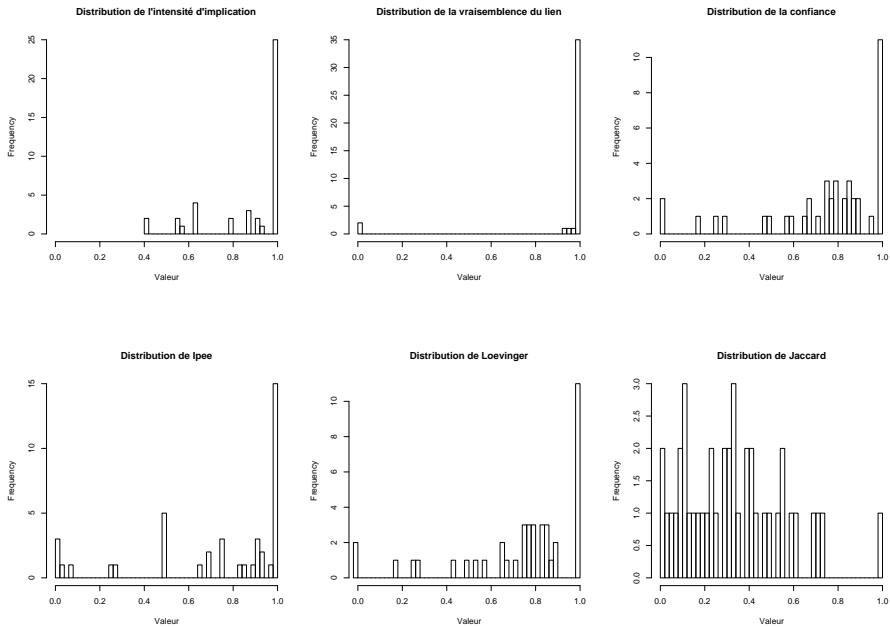 Distribution de l'intensité d'implication
Frequency
0 5 10 15 20 25
0.0 0.2 0.4 0.6 0.8 1.0
Valeur
Distribution de la vraisemblence du lien
Frequency
0 5 10 15 20 25 30 35
0.0 0.2 0.4 0.6 0.8 1.0
Valeur
Distribution de la confiance
Frequency
0 2 4 6 8 10
0.0 0.2 0.4 0.6 0.8 1.0
Valeur
Distribution de Ipee
Frequency
0 5 10 15
0.0 0.2 0.4 0.6 0.8 1.0
Valeur
Distribution de Loevinger
Frequency
0 2 4 6 8 10
0.0 0.2 0.4 0.6 0.8 1.0
Valeur
Distribution de Jaccard
Frequency
0.0 0.5 1.0 1.5 2.0 2.5 3.0
0.0 0.2 0.4 0.6 0.8 1.0
Valeur